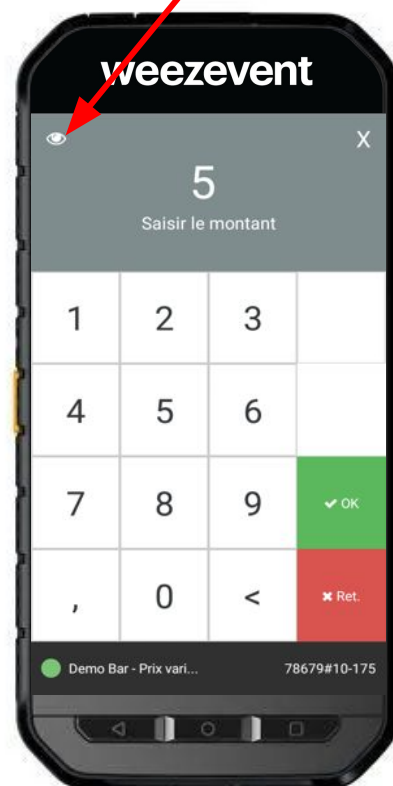 weezevent
X
5
Saisir le montant
1 2 3
4 5 6
7 8 9 ✔ OK
, 0 < ✖ Ret.
Demo Bar - Prix vari... 78679#10-175